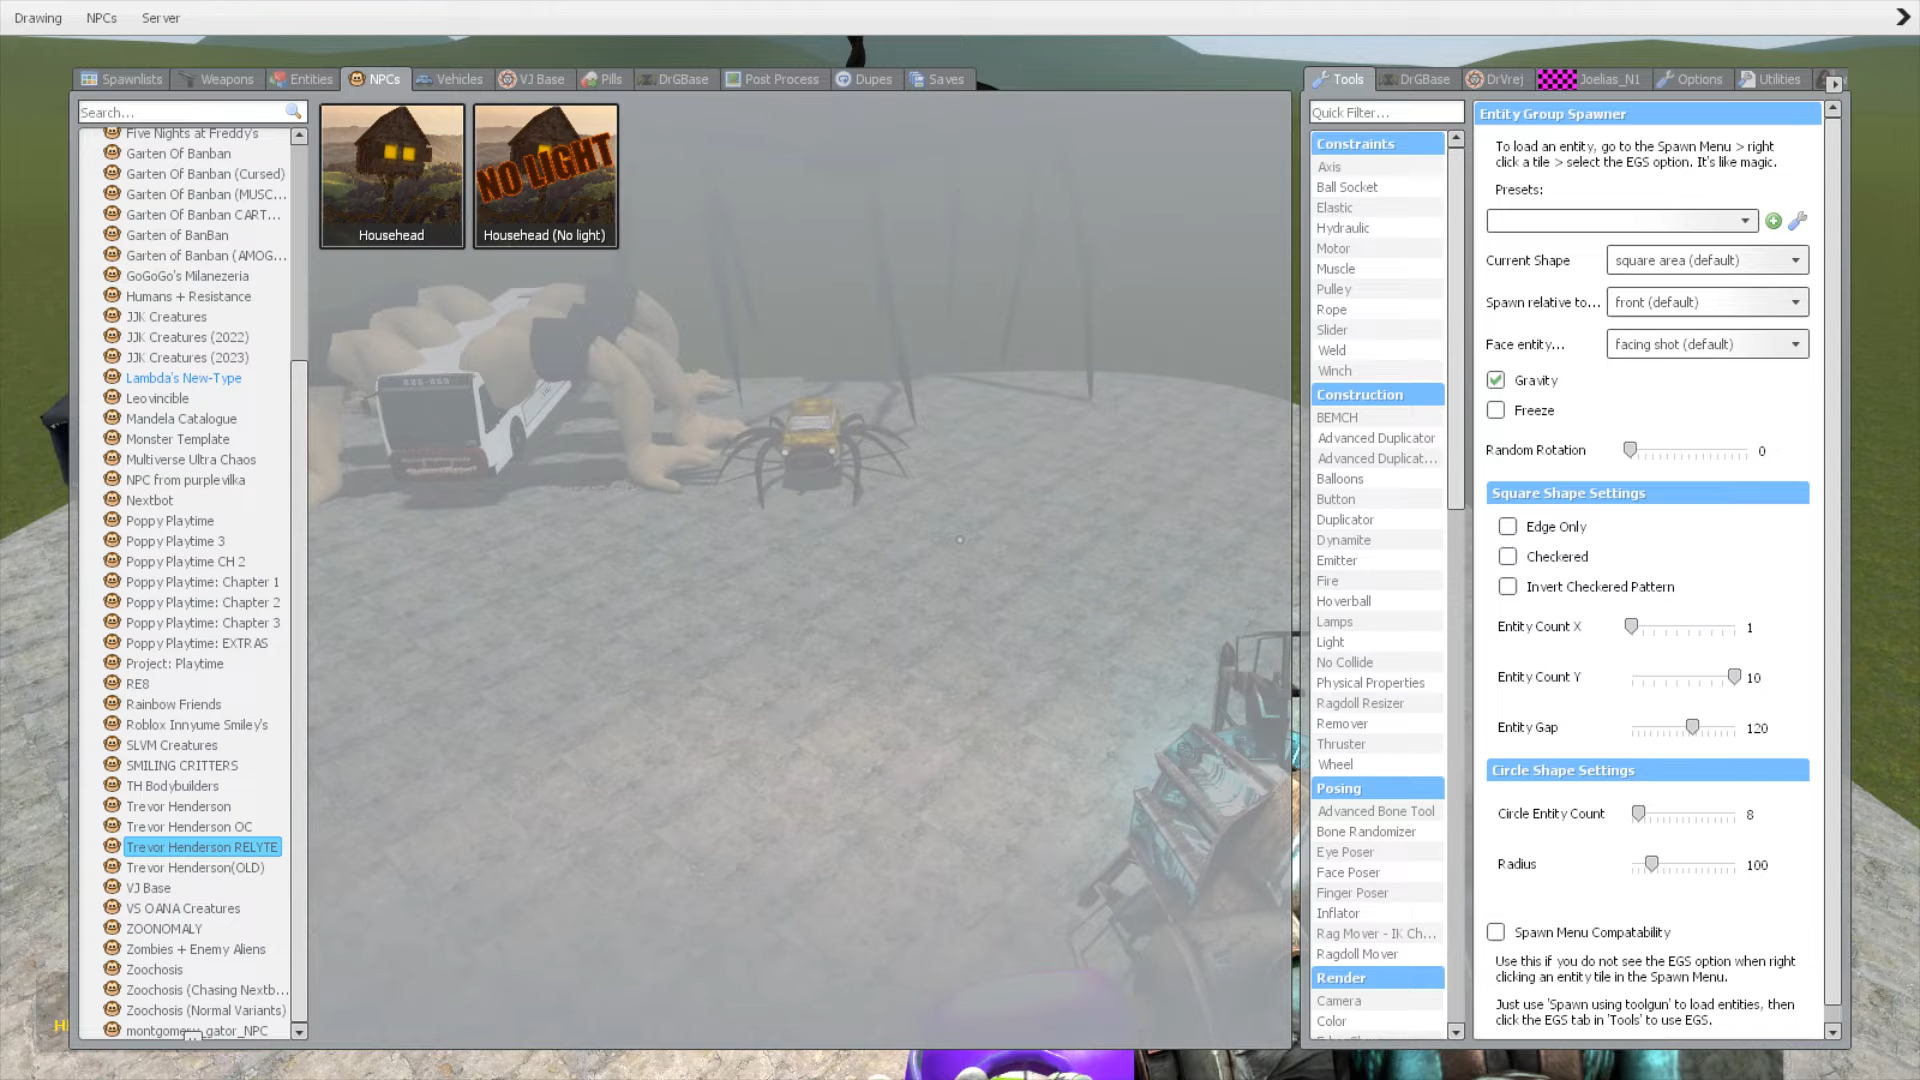 Drawing
NPCs
Server
Spawnlists
Weapons
Entities
NPCs
Vehicles
VJ Base
Pills
DrGBase
Post Process
Dupes
Saves
Search...
Five Nights at Freddy's
Garten Of Banban
Garten Of Banban (Cursed)
Garten Of Banban (MUSC...
Garten Of Banban CART...
Garten of BanBan
Garten of Banban (AMOG...
GoGoGo's Milanezeria
Humans + Resistance
JJK Creatures
JJK Creatures (2022)
JJK Creatures (2023)
Lambda's New-Type
Leovincible
Mandela Catalogue
Monster Template
Multiverse Ultra Chaos
NPC from purplevilka
Nextbot
Poppy Playtime
Poppy Playtime 3
Poppy Playtime CH 2
Poppy Playtime: Chapter 1
Poppy Playtime: Chapter 2
Poppy Playtime: Chapter 3
Poppy Playtime: EXTRAS
Project: Playtime
RE8
Rainbow Friends
Roblox Innyume Smiley's
SLVM Creatures
SMILING CRITTERS
TH Bodybuilders
Trevor Henderson
Trevor Henderson OC
Trevor Henderson RELYTE
Trevor Henderson(OLD)
VJ Base
VS OANA Creatures
ZOONOMALY
Zombies + Enemy Aliens
Zoochosis
Zoochosis (Chasing Nextb...
Zoochosis (Normal Variants)
Househead
NO LIGHT
Househead (No light)
Tools
DrGBase
DrVrej
Joelias_N1
Options
Utilities
Quick Filter...
Constraints
Axis
Ball Socket
Elastic
Hydraulic
Motor
Muscle
Pulley
Rope
Slider
Weld
Winch
Construction
BEMCH
Advanced Duplicator
Advanced Duplicat...
Balloons
Button
Duplicator
Dynamite
Emitter
Fire
Hoverball
Lamps
Light
No Collide
Physical Properties
Ragdoll Resizer
Remover
Thruster
Wheel
Posing
Advanced Bone Tool
Bone Randomizer
Eye Poser
Face Poser
Finger Poser
Inflator
Rag Mover - IK Ch...
Ragdoll Mover
Render
Camera
Color
Entity Group Spawner
To load an entity, go to the Spawn Menu > right
click a tile > select the EGS option. It's like magic.
Presets:
Current Shape square area (default)
Spawn relative to... front (default)
Face entity... facing shot (default)
Gravity
Freeze
Random Rotation 0
Square Shape Settings
Edge Only
Checkered
Invert Checkered Pattern
Entity Count X 1
Entity Count Y 10
Entity Gap 120
Circle Shape Settings
Circle Entity Count 8
Radius 100
Spawn Menu Compatability
Use this if you do not see the EGS option when right
clicking an entity tile in the Spawn Menu.
Just use 'Spawn using toolgun' to load entities, then
click the EGS tab in 'Tools' to use EGS.